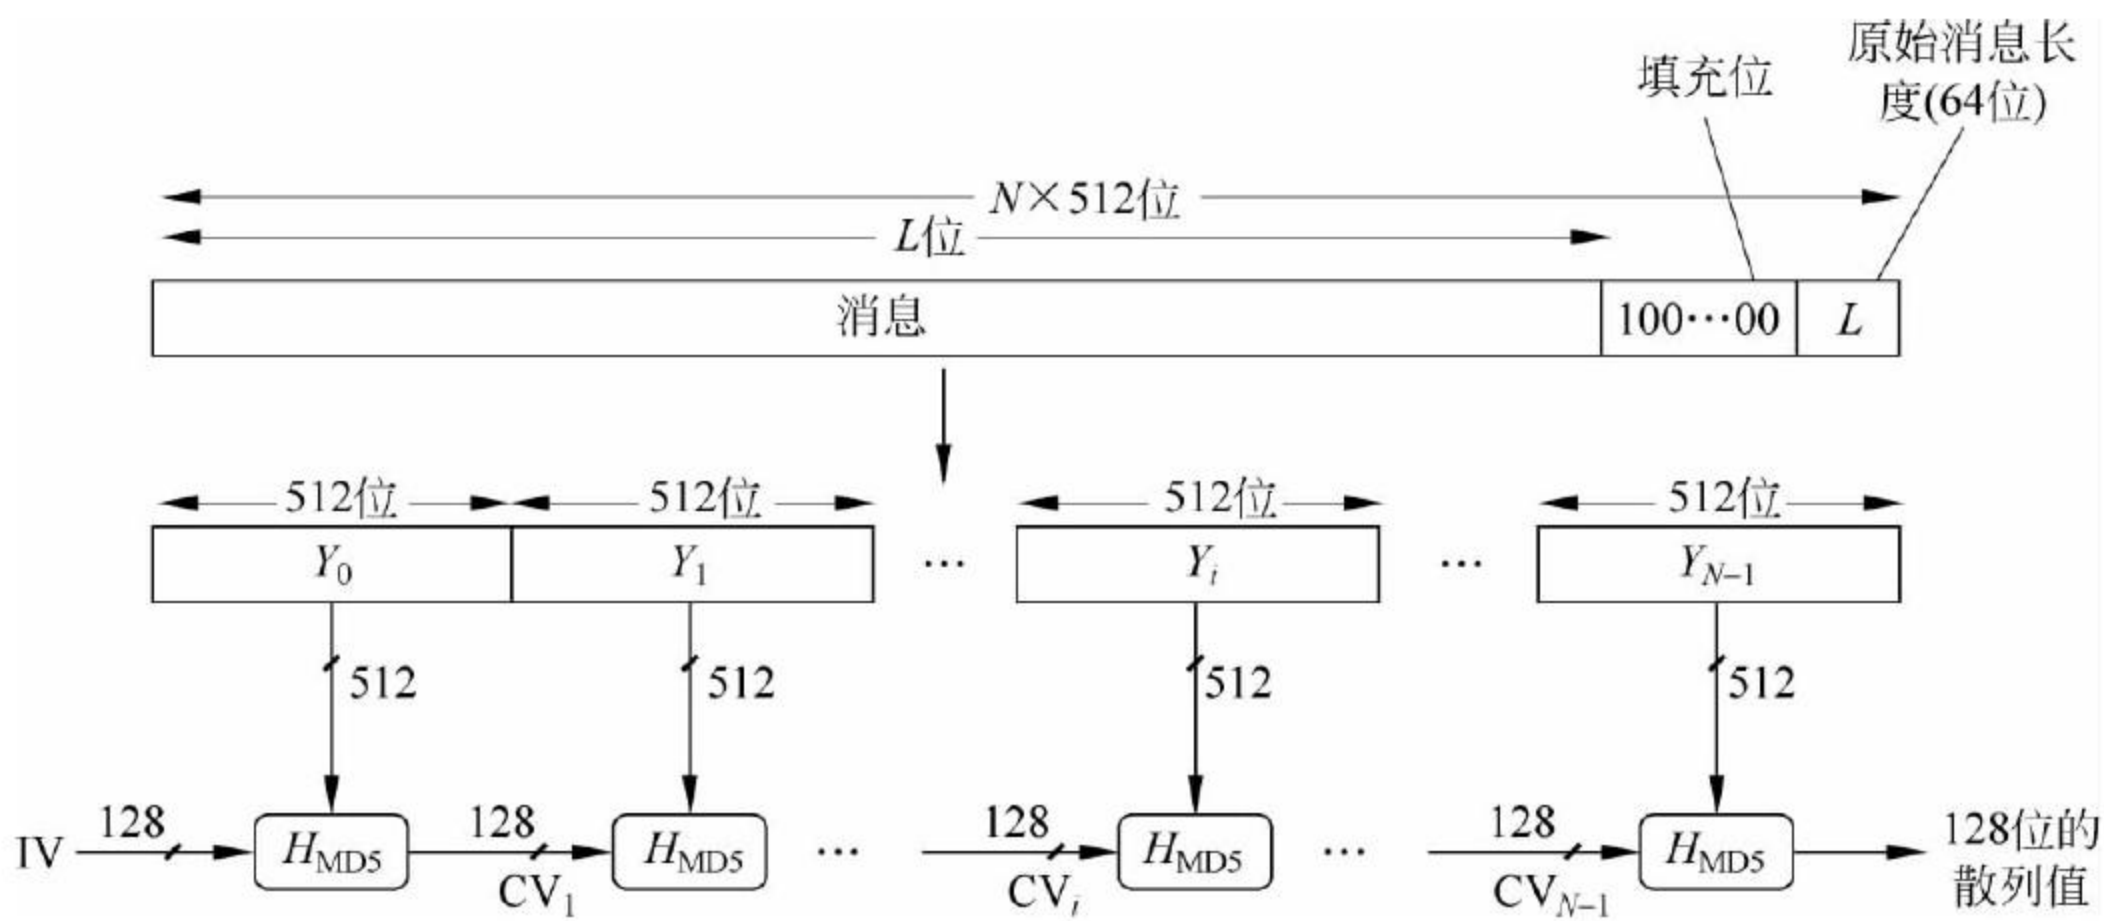 原始消息长
度(64位)
填充位
N×512位
L位
消息
100···00
L
512位
512位
512位
512位
Y0
Y1
···
Yi
···
YN−1
512
512
512
512
IV
128
HMD5
128
CV1
HMD5
···
128
CVi
HMD5
···
128
CVN−1
HMD5
128位的
散列值